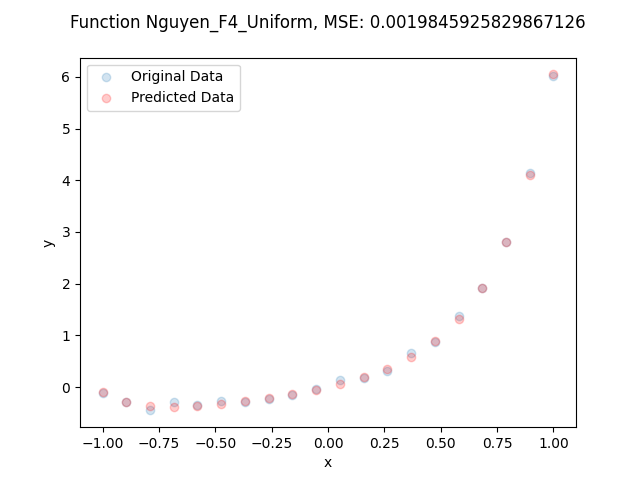 Function Nguyen_F4_Uniform, MSE: 0.0019845925829867126
Original Data
Predicted Data
6
5
4
3
2
1
0
y
−1.00 −0.75 −0.50 −0.25 0.00 0.25 0.50 0.75 1.00
x